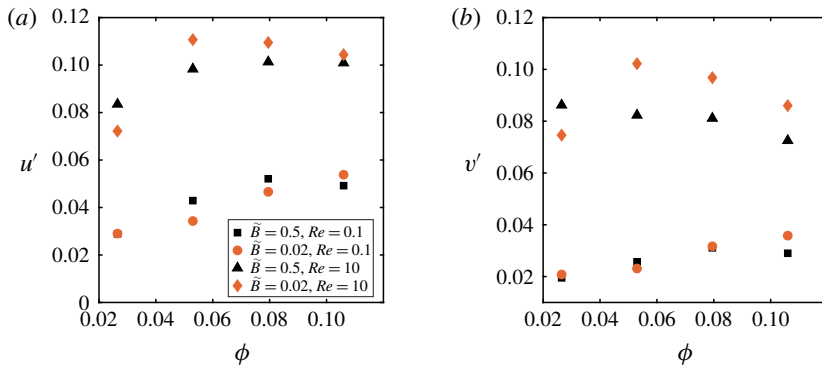 (a)
0.12
0.10
0.08
0.06
0.04
0.02
0
u′
B̃ = 0.5, Re = 0.1
B̃ = 0.02, Re = 0.1
B̃ = 0.5, Re = 10
B̃ = 0.02, Re = 10
0.02 0.04 0.06 0.08 0.10
ϕ
(b)
0.12
0.10
0.08
0.06
0.04
0.02
v′
0.02 0.04 0.06 0.08 0.10
ϕ